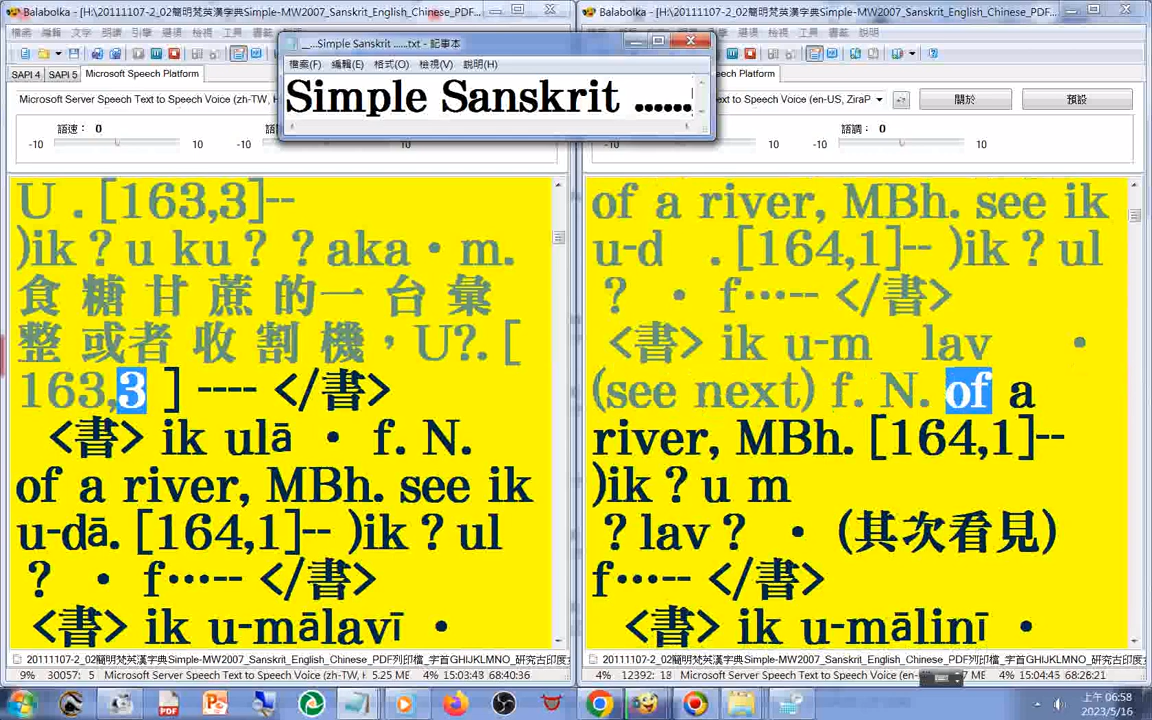 Balabolka - [H:\20111107-2_02簡明梵英漢字典Simple-MW2007_Sanskrit_English_Chinese_PDF...
Balabolka - [H:\20111107-2_02簡明梵英漢字典Simple-MW2007_Sanskrit_English_Chinese_PDF...
__...Simple Sanskrit ......txt - 記事本
檔案(F) 編輯(E) 格式(O) 檢視(V) 說明(H)
Simple Sanskrit ......
SAPI 4 SAPI 5 Microsoft Speech Platform
eech Platform
Microsoft Server Speech Text to Speech Voice (zh-TW, H
ext to Speech Voice (en-US, ZiraP
關於 預設
語速： 0
語調： 0
-10 10
-10 10
U . [163,3]--
)ik ? u ku ? ? aka • m.
食 糖 甘 蔗 的一 台 彙
整 或者 收 割 機，U?. [
163,3 ] ---- </書>
<書> ik ulā • f. N.
of a river, MBh. see ik
u-dā. [164,1]-- )ik ? ul
? • f…-- </書>
<書> ik u-mālavī •
of a river, MBh. see ik
u-d . [164,1]-- )ik ? ul
? • f…-- </書>
<書> ik u-m lav •
(see next) f. N. of a
river, MBh. [164,1]--
)ik ? u m
? lav ? • (其次看見)
f…-- </書>
<書> ik u-mālinī •
20111107-2_02簡明梵英漢字典Simple-MW2007_Sanskrit_English_Chinese_PDF列印檔_字首GHIJKLMNO_研究古印度
20111107-2_02簡明梵英漢字典Simple-MW2007_Sanskrit_English_Chinese_PDF列印檔_字首GHIJKLMNO_研究古印度
9% 30057: 5 Microsoft Server Speech Text to Speech Voice (zh-TW, 5.25 ME 4% 15:03:43 68:40:36
4% 12392: 13 Microsoft Server Speech Text to Speech Voice ME 4% 15:04:45 68:26:21
上午 06:58
2023/5/16